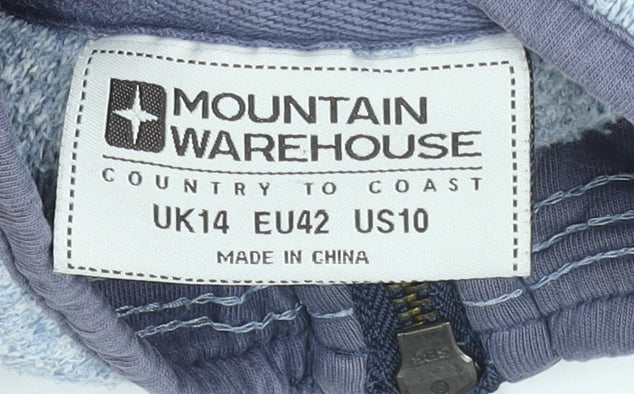 MOUNTAIN
WAREHOUSE
COUNTRY TO COAST
UK14 EU42 US10
MADE IN CHINA